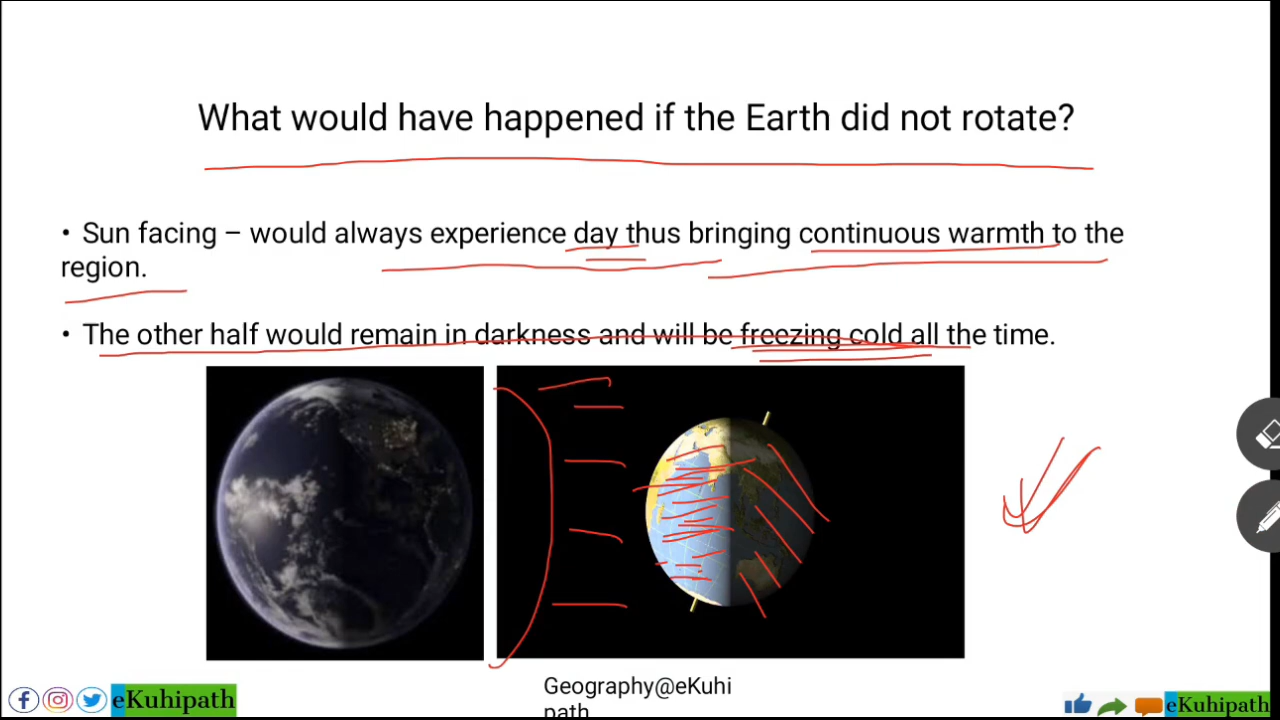 What would have happened if the Earth did not rotate?
• Sun facing – would always experience day thus bringing continuous warmth to the
region.
• The other half would remain in darkness and will be freezing cold all the time.
Geography@eKuhi
path
eKuhipath
eKuhipath